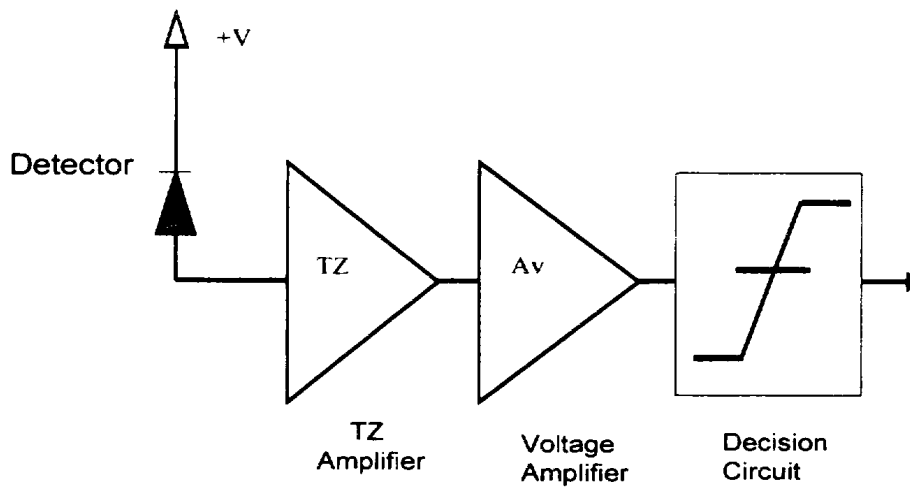 +V
Detector
TZ
Av
TZ
Amplifier
Voltage
Amplifier
Decision
Circuit